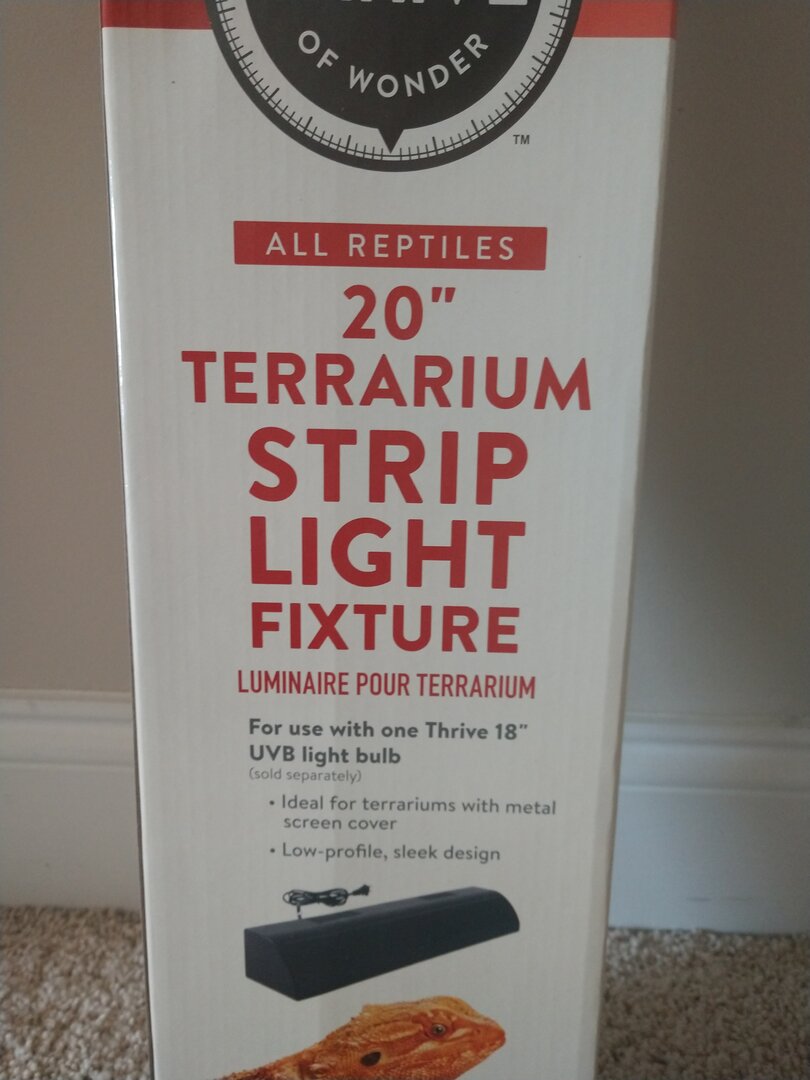 OF WONDER
TM
ALL REPTILES
20"
TERRARIUM
STRIP
LIGHT
FIXTURE
LUMINAIRE POUR TERRARIUM
For use with one Thrive 18"
UVB light bulb
(sold separately)
• Ideal for terrariums with metal
screen cover
• Low-profile, sleek design